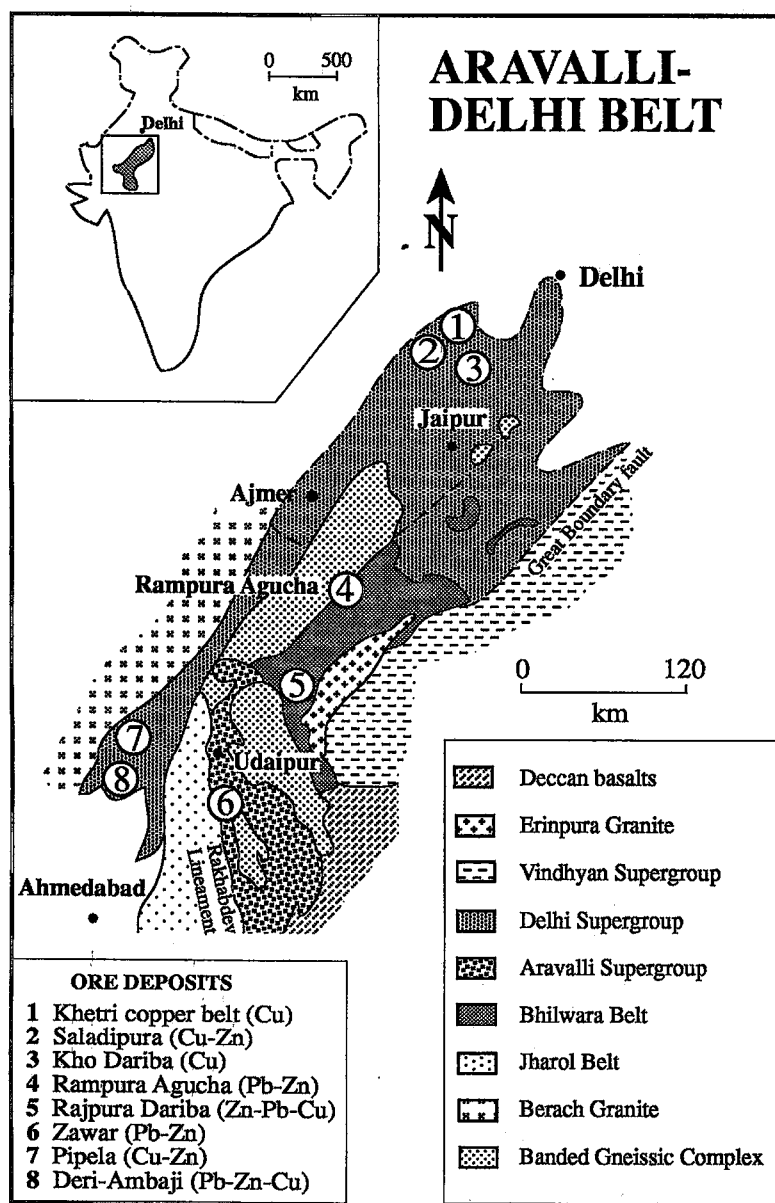 ARAVALLI-
DELHI BELT
0 500
km
Delhi
N
Delhi
1
2
3
Jaipur
Ajmer
Great Boundary fault
Rampura Agucha
4
0 120
km
5
7
Udaipur
8
6
Rakhabdev
Lineament
Ahmedabad
Deccan basalts
Erinpura Granite
Vindhyan Supergroup
Delhi Supergroup
Aravalli Supergroup
Bhilwara Belt
Jharol Belt
Berach Granite
Banded Gneissic Complex
ORE DEPOSITS
1 Khetri copper belt (Cu)
2 Saladipura (Cu-Zn)
3 Kho Dariba (Cu)
4 Rampura Agucha (Pb-Zn)
5 Rajpura Dariba (Zn-Pb-Cu)
6 Zawar (Pb-Zn)
7 Pipela (Cu-Zn)
8 Deri-Ambaji (Pb-Zn-Cu)